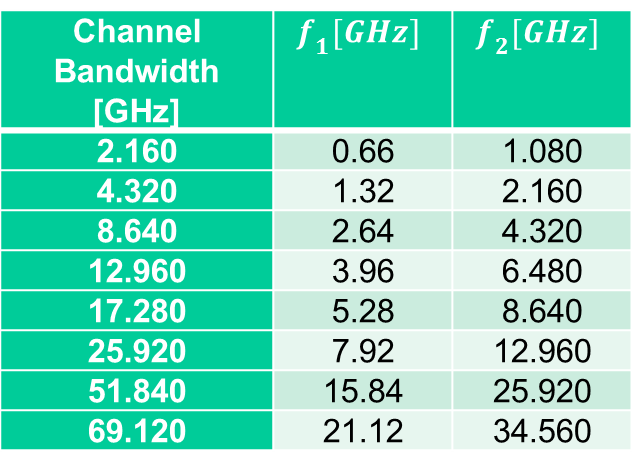 Channel Bandwidth [GHz] f₁[GHz] f₂[GHz]
2.160 0.66 1.080
4.320 1.32 2.160
8.640 2.64 4.320
12.960 3.96 6.480
17.280 5.28 8.640
25.920 7.92 12.960
51.840 15.84 25.920
69.120 21.12 34.560